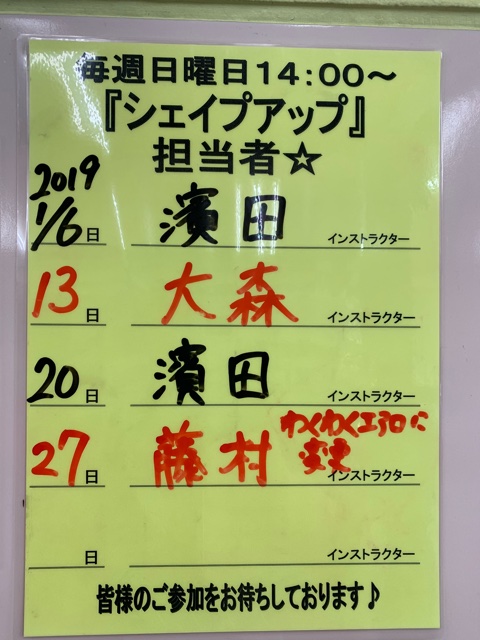 毎週日曜日14:00〜
『シェイプアップ』
担当者☆
2019
1/6日 濱田 インストラクター
13日 大森 インストラクター
20日 濱田 インストラクター
わくわくエアロに
27日 藤村 変更 インストラクター
日 インストラクター
皆様のご参加をお待ちしております♪